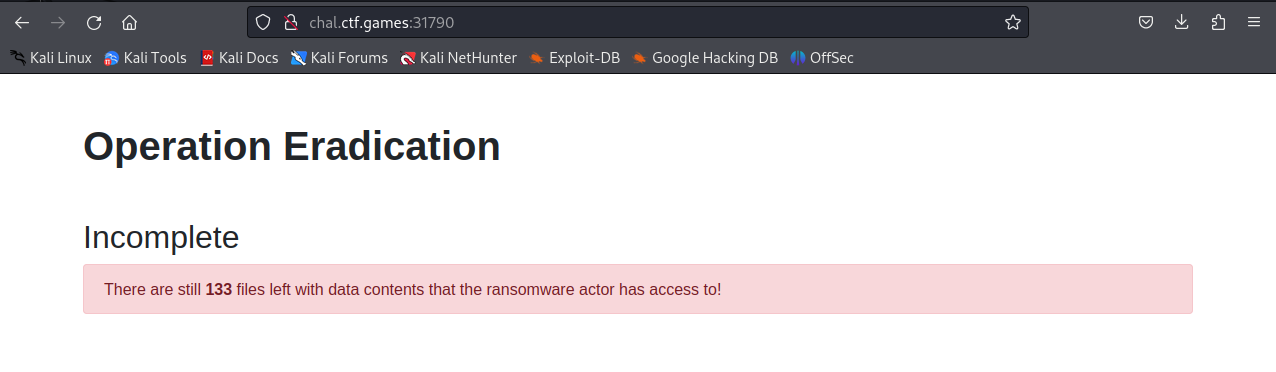 chal.ctf.games:31790
Kali Linux Kali Tools Kali Docs Kali Forums Kali NetHunter Exploit-DB Google Hacking DB OffSec
Operation Eradication
Incomplete
There are still 133 files left with data contents that the ransomware actor has access to!